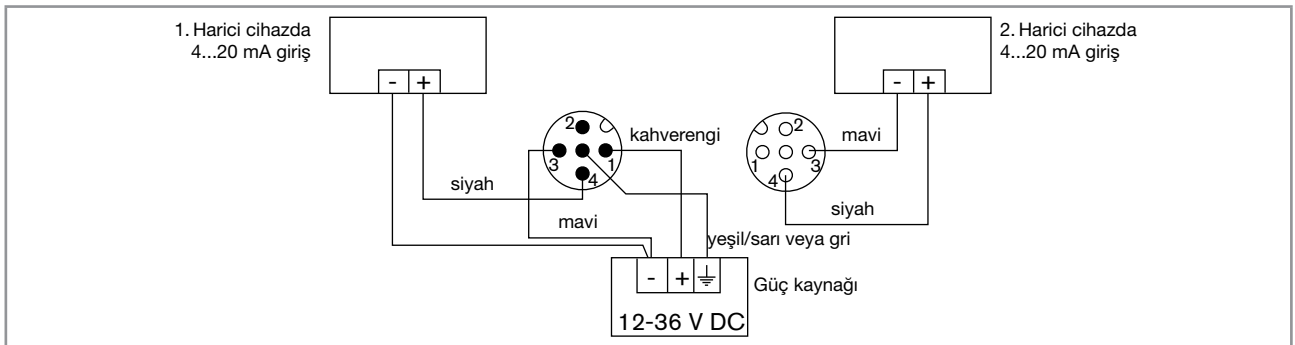 1. Harici cihazda
4...20 mA giriş
- +
2. Harici cihazda
4...20 mA giriş
- +
2
3
1
4
kahverengi
siyah
mavi
yeşil/sarı veya gri
2
1
3
4
mavi
siyah
- +
Güç kaynağı
12-36 V DC